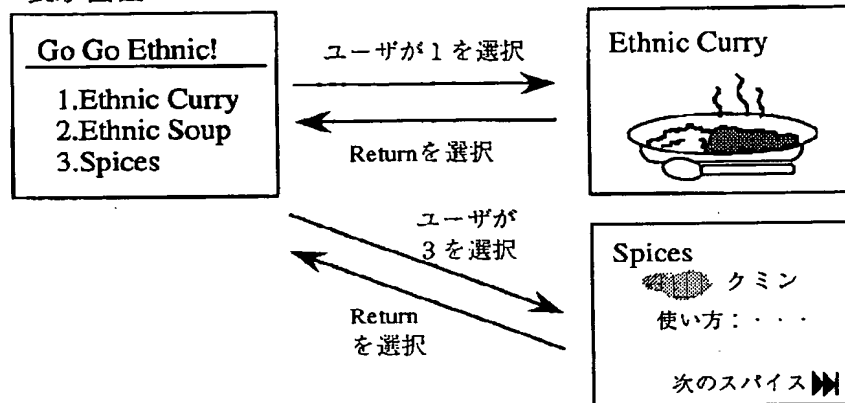 Go Go Ethnic!
1.Ethnic Curry
2.Ethnic Soup
3.Spices
ユーザが1を選択
Returnを選択
Ethnic Curry
ユーザが
3を選択
Return
を選択
Spices
クミン
使い方：・・・
次のスパイス